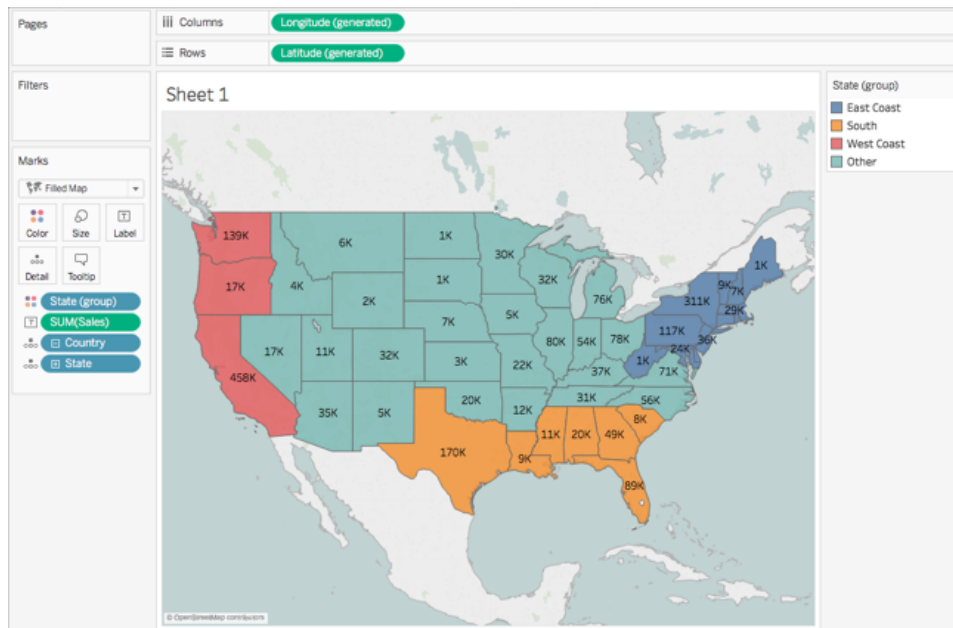 Pages
Columns
Longitude (generated)
Rows
Latitude (generated)
Filters
Sheet 1
State (group)
East Coast
South
West Coast
Other
Marks
Filled Map
Color
Size
Label
Detail
Tooltip
State (group)
SUM(Sales)
Country
State
139K
6K
1K
30K
1K
17K
4K
2K
1K
32K
76K
9K
7K
311K
29K
7K
5K
117K
36K
17K
11K
32K
3K
80K
54K
78K
24K
1K
71K
458K
22K
37K
35K
5K
20K
12K
31K
56K
170K
9K
11K
20K
49K
8K
89K
© OpenStreetMap contributors